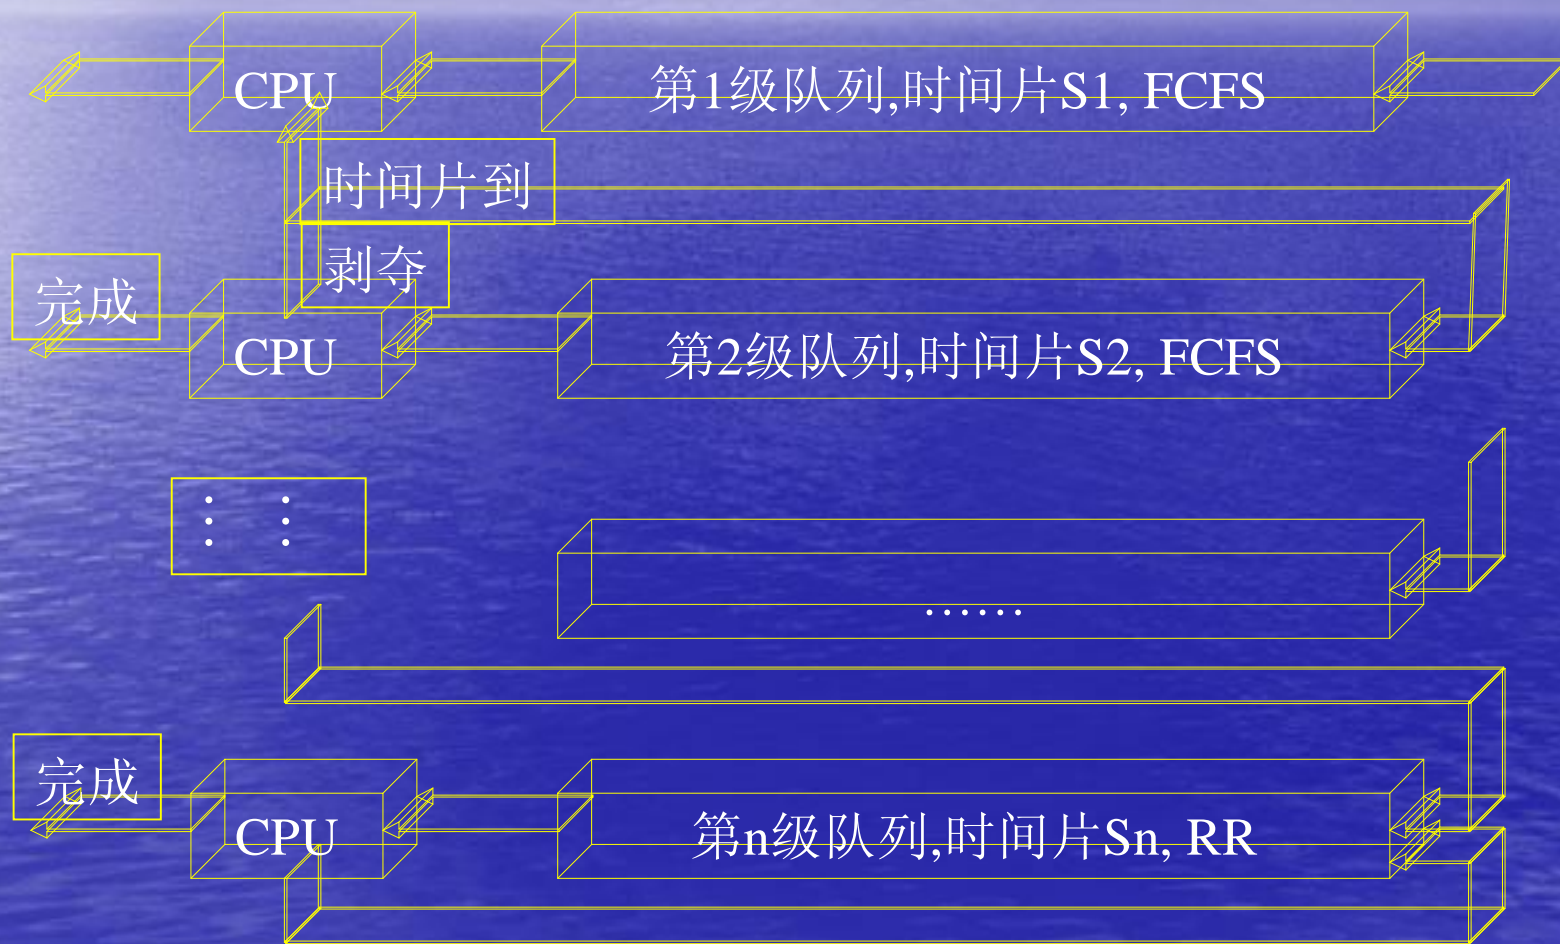 CPU
第1级队列,时间片S1, FCFS
时间片到
剥夺
完成
CPU
第2级队列,时间片S2, FCFS
⋮ ⋮
......
完成
CPU
第n级队列,时间片Sn, RR